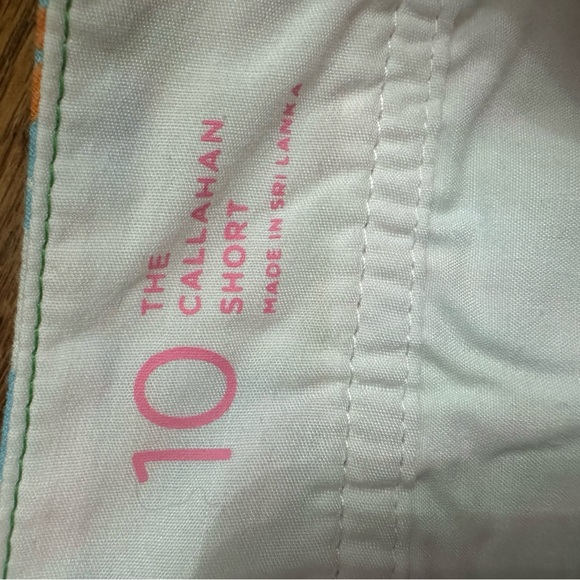 10
THE
CALLAHAN
SHORT
MADE IN SRI LANKA